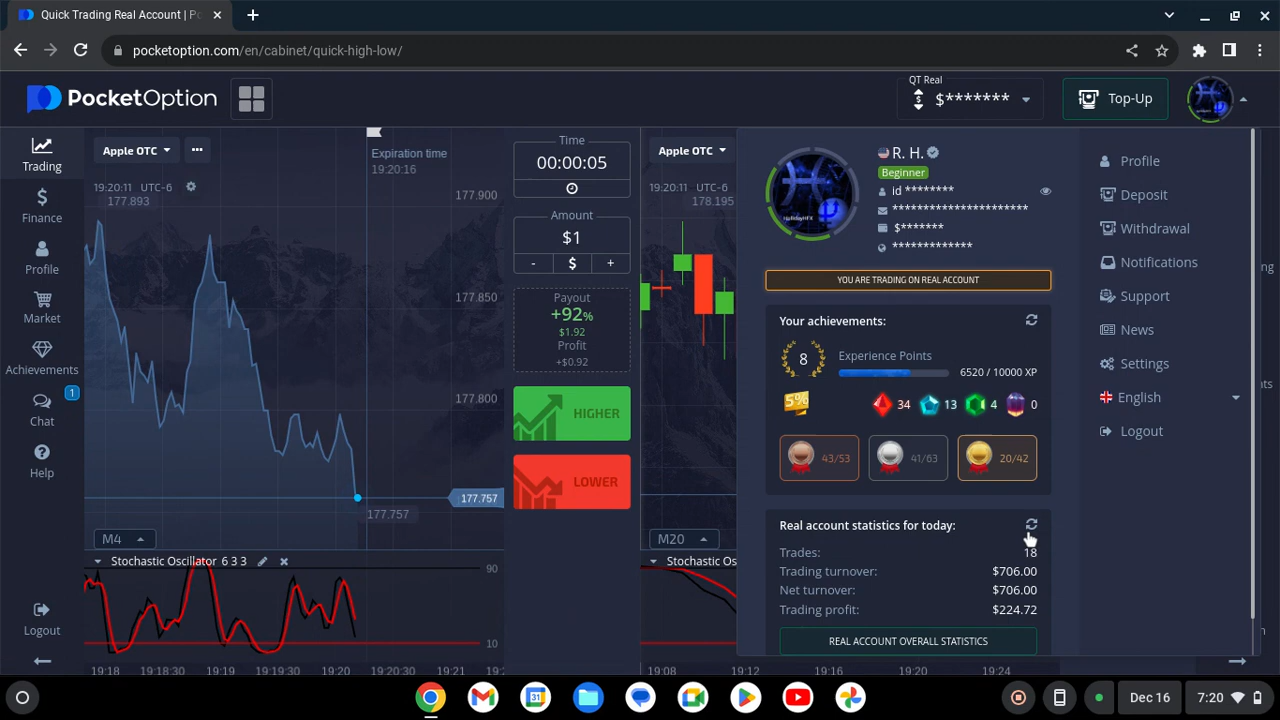 Quick Trading Real Account | Po
pocketoption.com/en/cabinet/quick-high-low/
PocketOption
QT Real
$*******
Top-Up
Trading
Finance
Profile
Market
Achievements
1
Chat
Help
Logout
Apple OTC
19:20:11 UTC-6
177.893
Expiration time
19:20:16
177.900
177.850
177.800
177.757
177.757
M4
Stochastic Oscillator 6 3 3
90
10
19:18
19:18:30
19:19
19:19:30
19:20
19:20:30
19:21
Time
00:00:05
Amount
$1
- $ +
Payout
+92%
$1.92
Profit
+$0.92
HIGHER
LOWER
Apple OTC
19:20:11
178.195
M20
Stochastic Os
19:08
19:12
19:16
19:20
19:24
R. H.
Beginner
HolidayHFX
id ********
*********************
$*******
*************
YOU ARE TRADING ON REAL ACCOUNT
Your achievements:
8
Experience Points
6520 / 10000 XP
5%
34
13
4
0
43/53
41/63
20/42
Real account statistics for today:
Trades: 18
Trading turnover: $706.00
Net turnover: $706.00
Trading profit: $224.72
REAL ACCOUNT OVERALL STATISTICS
Profile
Deposit
Withdrawal
Notifications
Support
News
Settings
English
Logout
31
Dec 16
7:20